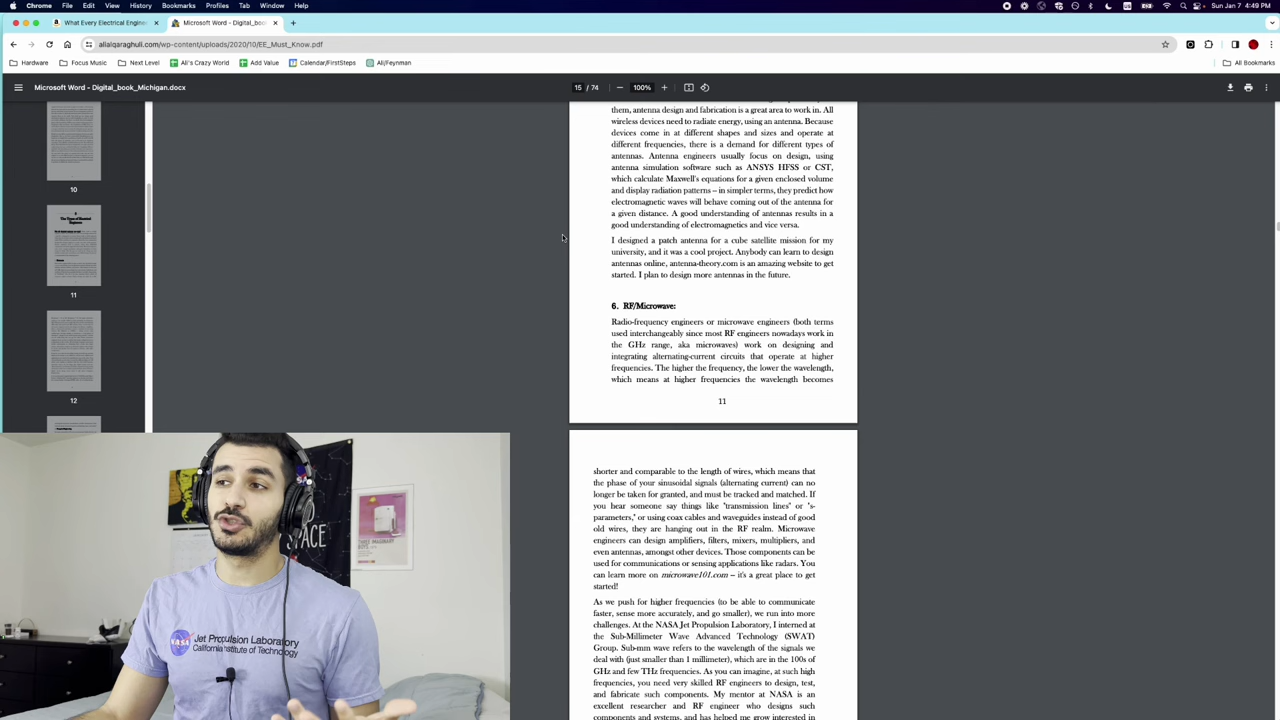 Chrome File Edit View History Bookmarks Profiles Tab Window Help Sun Jan 7 4:49 PM
What Every Electrical Engine Microsoft Word - Digital_boo
allalqaraghuli.com/wp-content/uploads/2020/10/EE_Must_Know.pdf
Hardware Focus Music Next Level Ali's Crazy World Add Value Calendar/FirstSteps Ali/Feynman All Bookmarks
Microsoft Word - Digital_book_Michigan.docx 15 / 74 100%
10
11
12
them, antenna design and fabrication is a great area to work in. All
wireless devices need to radiate energy, using an antenna. Because
devices come in at different shapes and sizes and operate at
different frequencies, there is a demand for different types of
antennas. Antenna engineers usually focus on design, using
antenna simulation software such as ANSYS HFSS or CST,
which calculate Maxwell's equations for a given enclosed volume
and display radiation patterns – in simpler terms, they predict how
electromagnetic waves will behave coming out of the antenna for
a given distance. A good understanding of antennas results in a
good understanding of electromagnetics and vice versa.
I designed a patch antenna for a cube satellite mission for my
university, and it was a cool project. Anybody can learn to design
antennas online, antenna-theory.com is an amazing website to get
started. I plan to design more antennas in the future.
6. RF/Microwave:
Radio-frequency engineers or microwave engineers (both terms
used interchangeably since most RF engineers nowadays work in
the GHz range, aka microwaves) work on designing and
integrating alternating-current circuits that operate at higher
frequencies. The higher the frequency, the lower the wavelength,
which means at higher frequencies the wavelength becomes
11
shorter and comparable to the length of wires, which means that
the phase of your sinusoidal signals (alternating current) can no
longer be taken for granted, and must be tracked and matched. If
you hear someone say things like "transmission lines" or "s-
parameters," or using coax cables and waveguides instead of good
old wires, they are hanging out in the RF realm. Microwave
engineers can design amplifiers, filters, mixers, multipliers, and
even antennas, amongst other devices. Those components can be
used for communications or sensing applications like radars. You
can learn more on microwave101.com – it's a great place to get
started!
As we push for higher frequencies (to be able to communicate
faster, sense more accurately, and go smaller), we run into more
challenges. At the NASA Jet Propulsion Laboratory, I interned at
the Sub-Millimeter Wave Advanced Technology (SWAT)
Group. Sub-mm wave refers to the wavelength of the signals we
deal with (just smaller than 1 millimeter), which are in the 100s of
GHz and few THz frequencies. As you can imagine, at such high
frequencies, you need very skilled RF engineers to design, test,
and fabricate such components. My mentor at NASA is an
excellent researcher and RF engineer who designs such
components and systems, and has helped me grow interested in
SPACE
NASA
Jet Propulsion Laboratory
California Institute of Technology